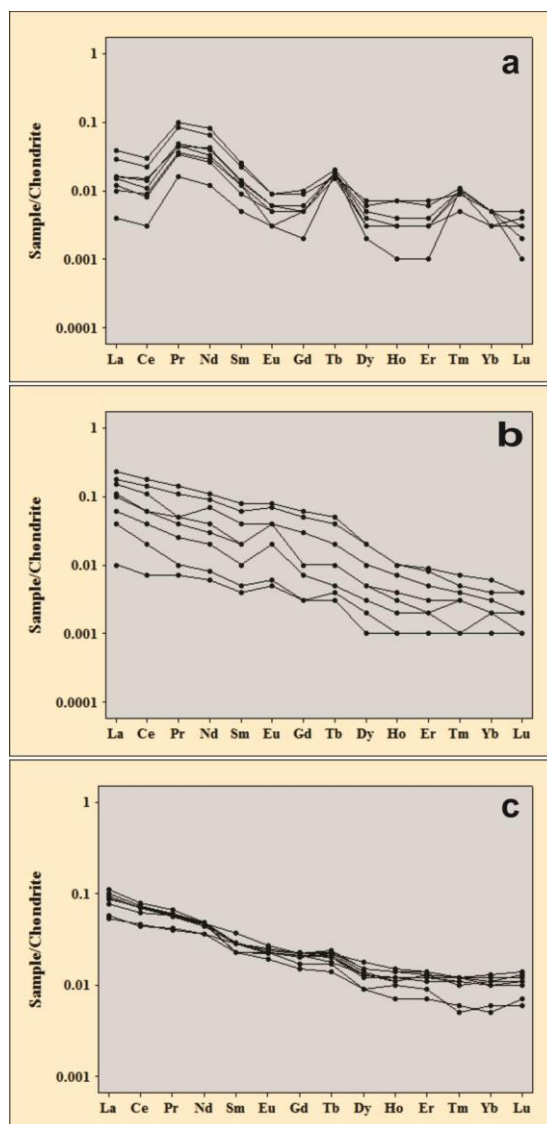 a
1
0.1
0.01
0.001
0.0001
Sample/Chondrite
La Ce Pr Nd Sm Eu Gd Tb Dy Ho Er Tm Yb Lu
b
1
0.1
0.01
0.001
0.0001
Sample/Chondrite
La Ce Pr Nd Sm Eu Gd Tb Dy Ho Er Tm Yb Lu
c
1
0.1
0.01
0.001
Sample/Chondrite
La Ce Pr Nd Sm Eu Gd Tb Dy Ho Er Tm Yb Lu